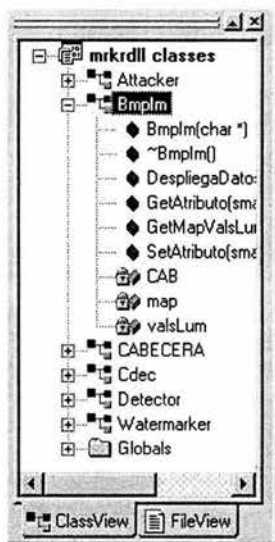 mrkrdll classes
Attacker
BmpIm
BmpIm(char *)
~BmpIm()
DespliegaDato
GetAtributo(sma
GetMapValsLu
SetAtributo(sma
CAB
map
valsLum
CABECERA
Cdec
Detector
Watermarker
Globals
ClassView FileView